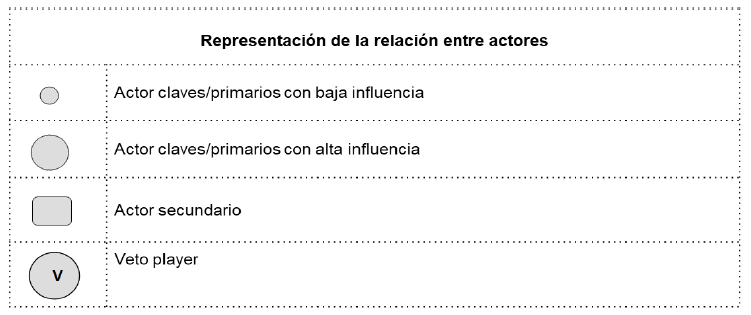 Representación de la relación entre actores
Actor claves/primarios con baja influencia
Actor claves/primarios con alta influencia
Actor secundario
Veto player
V